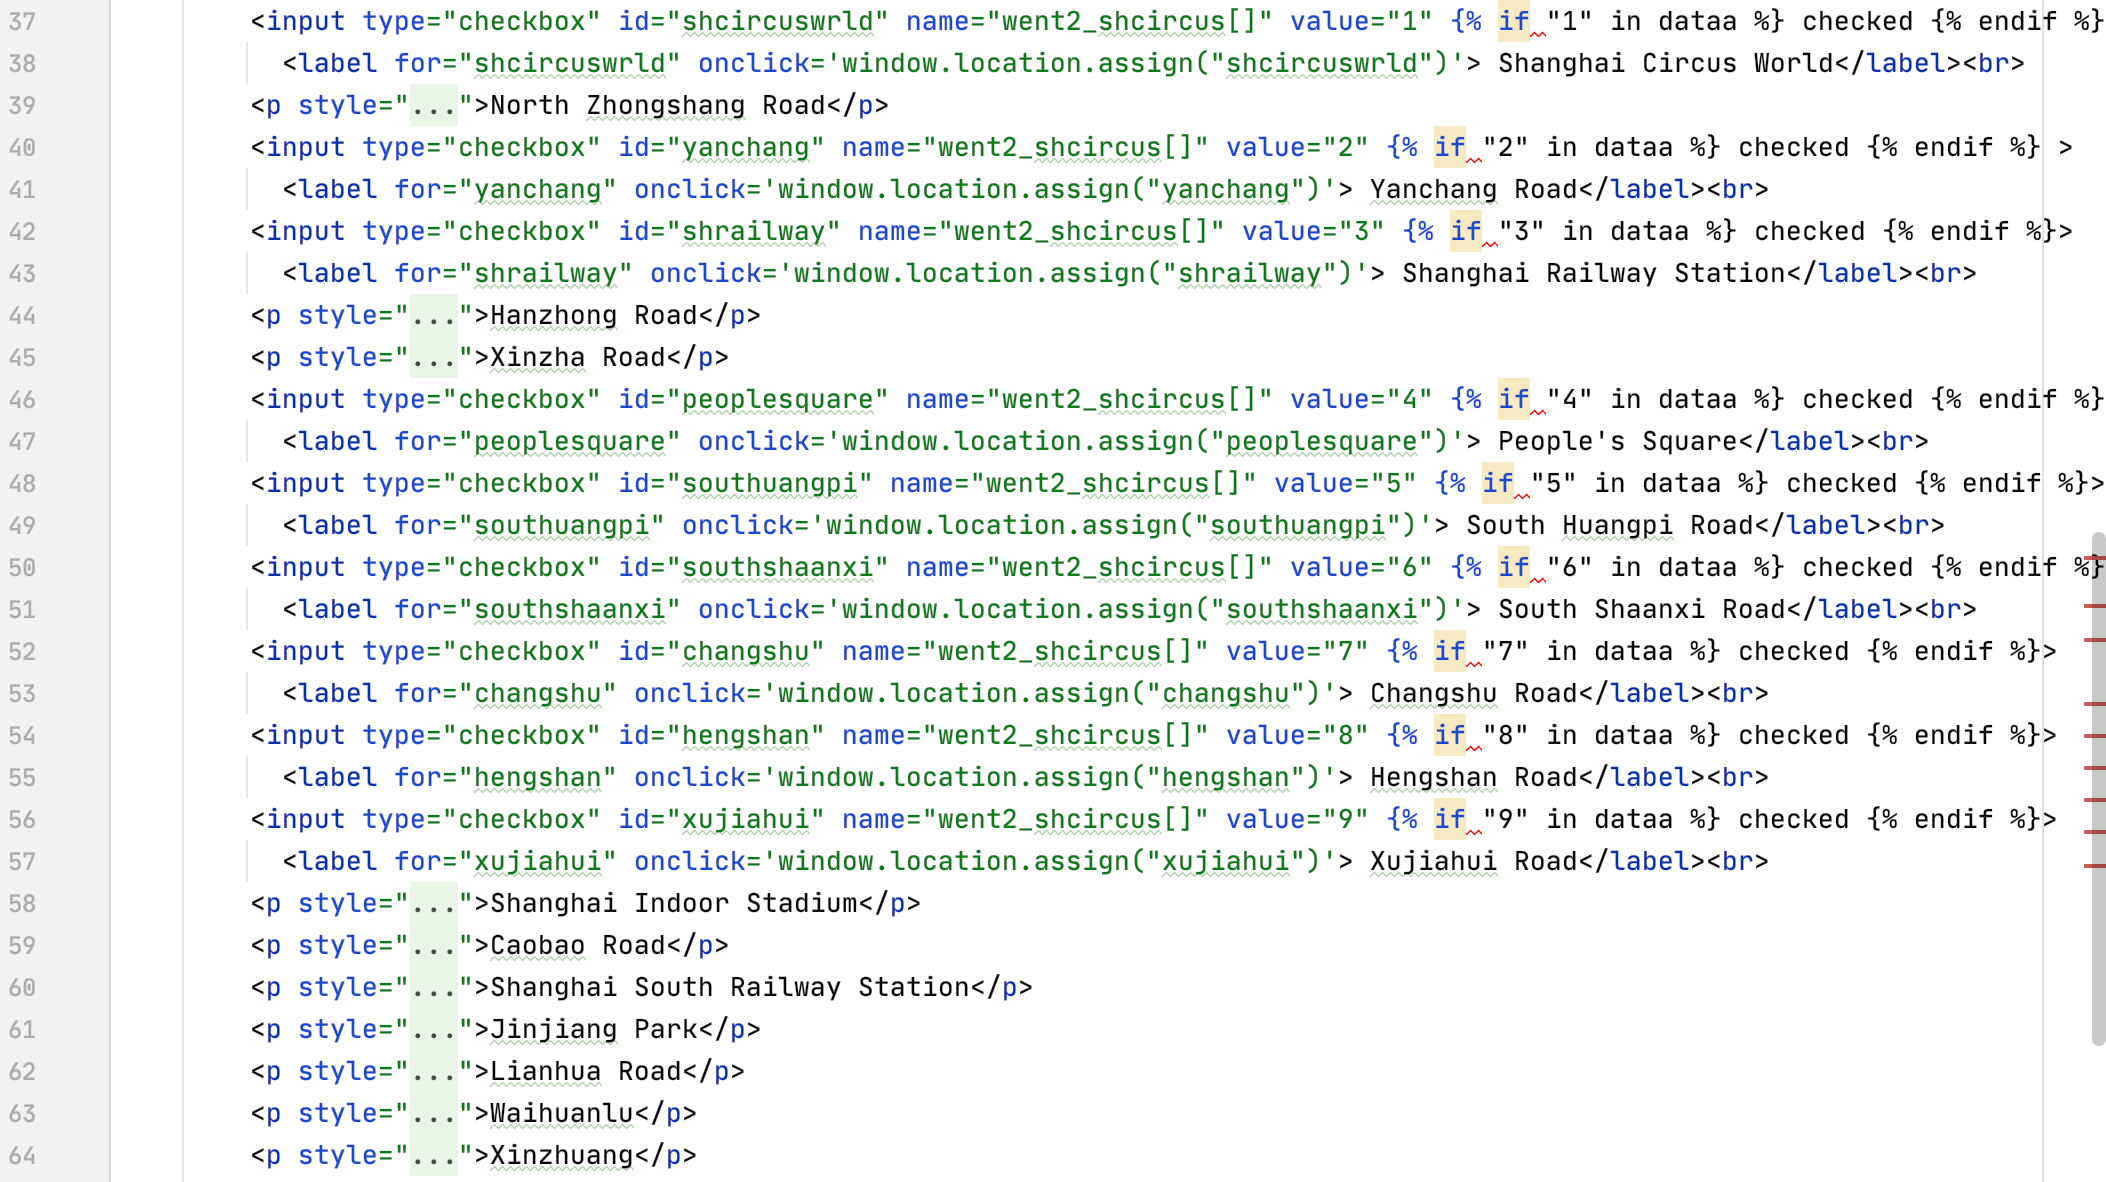 37 <input type="checkbox" id="shcircuswrld" name="went2_shcircus[]" value="1" {% if "1" in dataa %} checked {% endif %}
38 <label for="shcircuswrld" onclick='window.location.assign("shcircuswrld")'> Shanghai Circus World</label><br>
39 <p style="...">North Zhongshang Road</p>
40 <input type="checkbox" id="yanchang" name="went2_shcircus[]" value="2" {% if "2" in dataa %} checked {% endif %} >
41 <label for="yanchang" onclick='window.location.assign("yanchang")'> Yanchang Road</label><br>
42 <input type="checkbox" id="shrailway" name="went2_shcircus[]" value="3" {% if "3" in dataa %} checked {% endif %}>
43 <label for="shrailway" onclick='window.location.assign("shrailway")'> Shanghai Railway Station</label><br>
44 <p style="...">Hanzhong Road</p>
45 <p style="...">Xinzha Road</p>
46 <input type="checkbox" id="peoplesquare" name="went2_shcircus[]" value="4" {% if "4" in dataa %} checked {% endif %}
47 <label for="peoplesquare" onclick='window.location.assign("peoplesquare")'> People's Square</label><br>
48 <input type="checkbox" id="southuangpi" name="went2_shcircus[]" value="5" {% if "5" in dataa %} checked {% endif %}>
49 <label for="southuangpi" onclick='window.location.assign("southuangpi")'> South Huangpi Road</label><br>
50 <input type="checkbox" id="southshaanxi" name="went2_shcircus[]" value="6" {% if "6" in dataa %} checked {% endif %}
51 <label for="southshaanxi" onclick='window.location.assign("southshaanxi")'> South Shaanxi Road</label><br>
52 <input type="checkbox" id="changshu" name="went2_shcircus[]" value="7" {% if "7" in dataa %} checked {% endif %}>
53 <label for="changshu" onclick='window.location.assign("changshu")'> Changshu Road</label><br>
54 <input type="checkbox" id="hengshan" name="went2_shcircus[]" value="8" {% if "8" in dataa %} checked {% endif %}>
55 <label for="hengshan" onclick='window.location.assign("hengshan")'> Hengshan Road</label><br>
56 <input type="checkbox" id="xujiahui" name="went2_shcircus[]" value="9" {% if "9" in dataa %} checked {% endif %}>
57 <label for="xujiahui" onclick='window.location.assign("xujiahui")'> Xujiahui Road</label><br>
58 <p style="...">Shanghai Indoor Stadium</p>
59 <p style="...">Caobao Road</p>
60 <p style="...">Shanghai South Railway Station</p>
61 <p style="...">Jinjiang Park</p>
62 <p style="...">Lianhua Road</p>
63 <p style="...">Waihuanlu</p>
64 <p style="...">Xinzhuang</p>